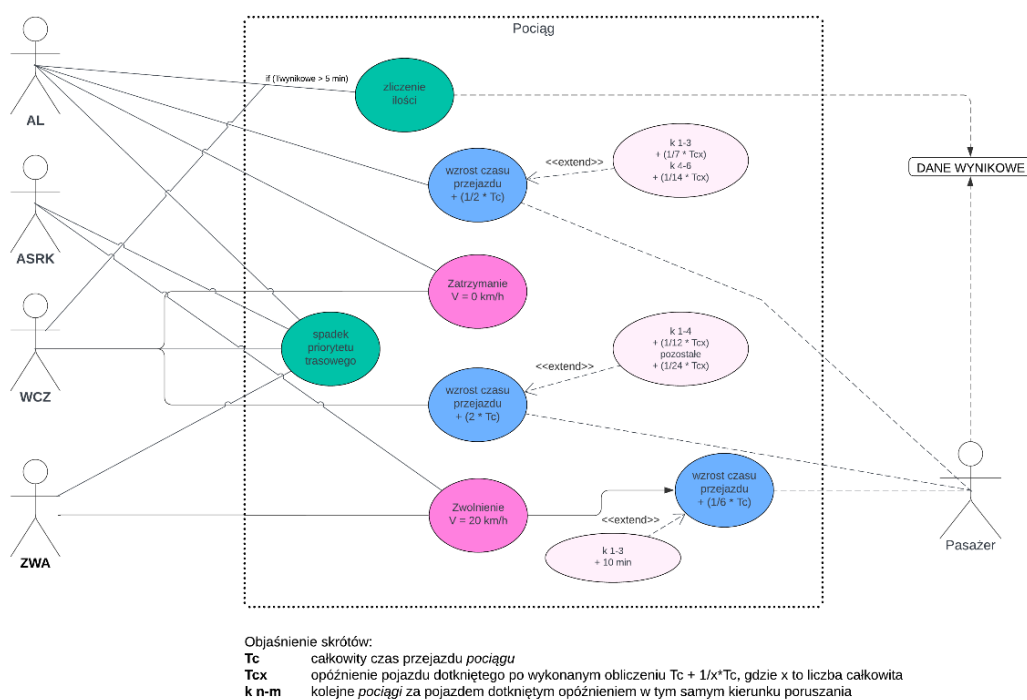 Pociąg
if (Twynikowe > 5 min)
zliczenie
ilości
AL
k 1-3
+ (1/7 * Tcx)
k 4-6
+ (1/14 * Tcx)
<<extend>>
wzrost czasu
przejazdu
+ (1/2 * Tc)
DANE WYNIKOWE
ASRK
Zatrzymanie
V = 0 km/h
spadek
priorytetu
trasowego
k 1-4
+ (1/12 * Tcx)
pozostałe
+ (1/24 * Tcx)
<<extend>>
WCZ
wzrost czasu
przejazdu
+ (2 * Tc)
wzrost czasu
przejazdu
+ (1/6 * Tc)
Zwolnienie
V = 20 km/h
<<extend>>
k 1-3
+ 10 min
ZWA
Pasażer
Objaśnienie skrótów:
Tc całkowity czas przejazdu pociągu
Tcx opóźnienie pojazdu dotkniętego po wykonanym obliczeniu Tc + 1/x*Tc, gdzie x to liczba całkowita
k n-m kolejne pociągi za pojazdem dotkniętym opóźnieniem w tym samym kierunku poruszania